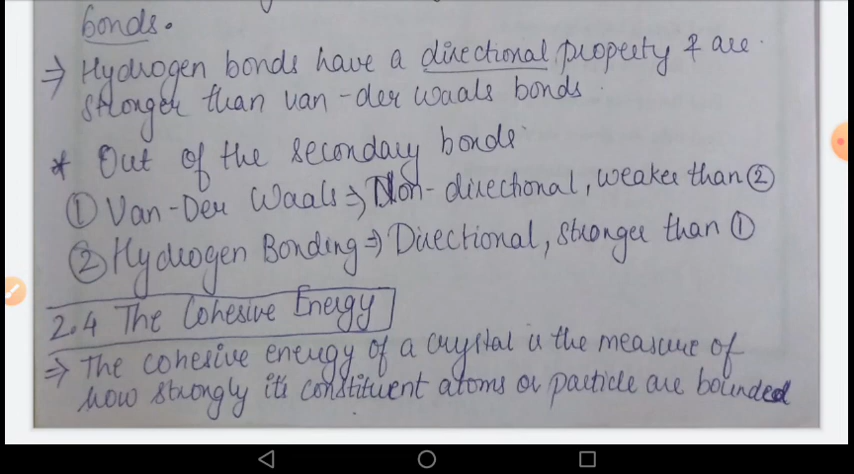 bonds.
⇒ Hydrogen bonds have a directional property & are
stronger than van-der waals bonds.
* Out of the secondary bonds
① Van-Der Waals ⇒ Non-directional, weaker than ②
② Hydrogen Bonding ⇒ Directional, stronger than ①
2.4 The Cohesive Energy
⇒ The cohesive energy of a crystal is the measure of
how strongly its constituent atoms or particle are bounded